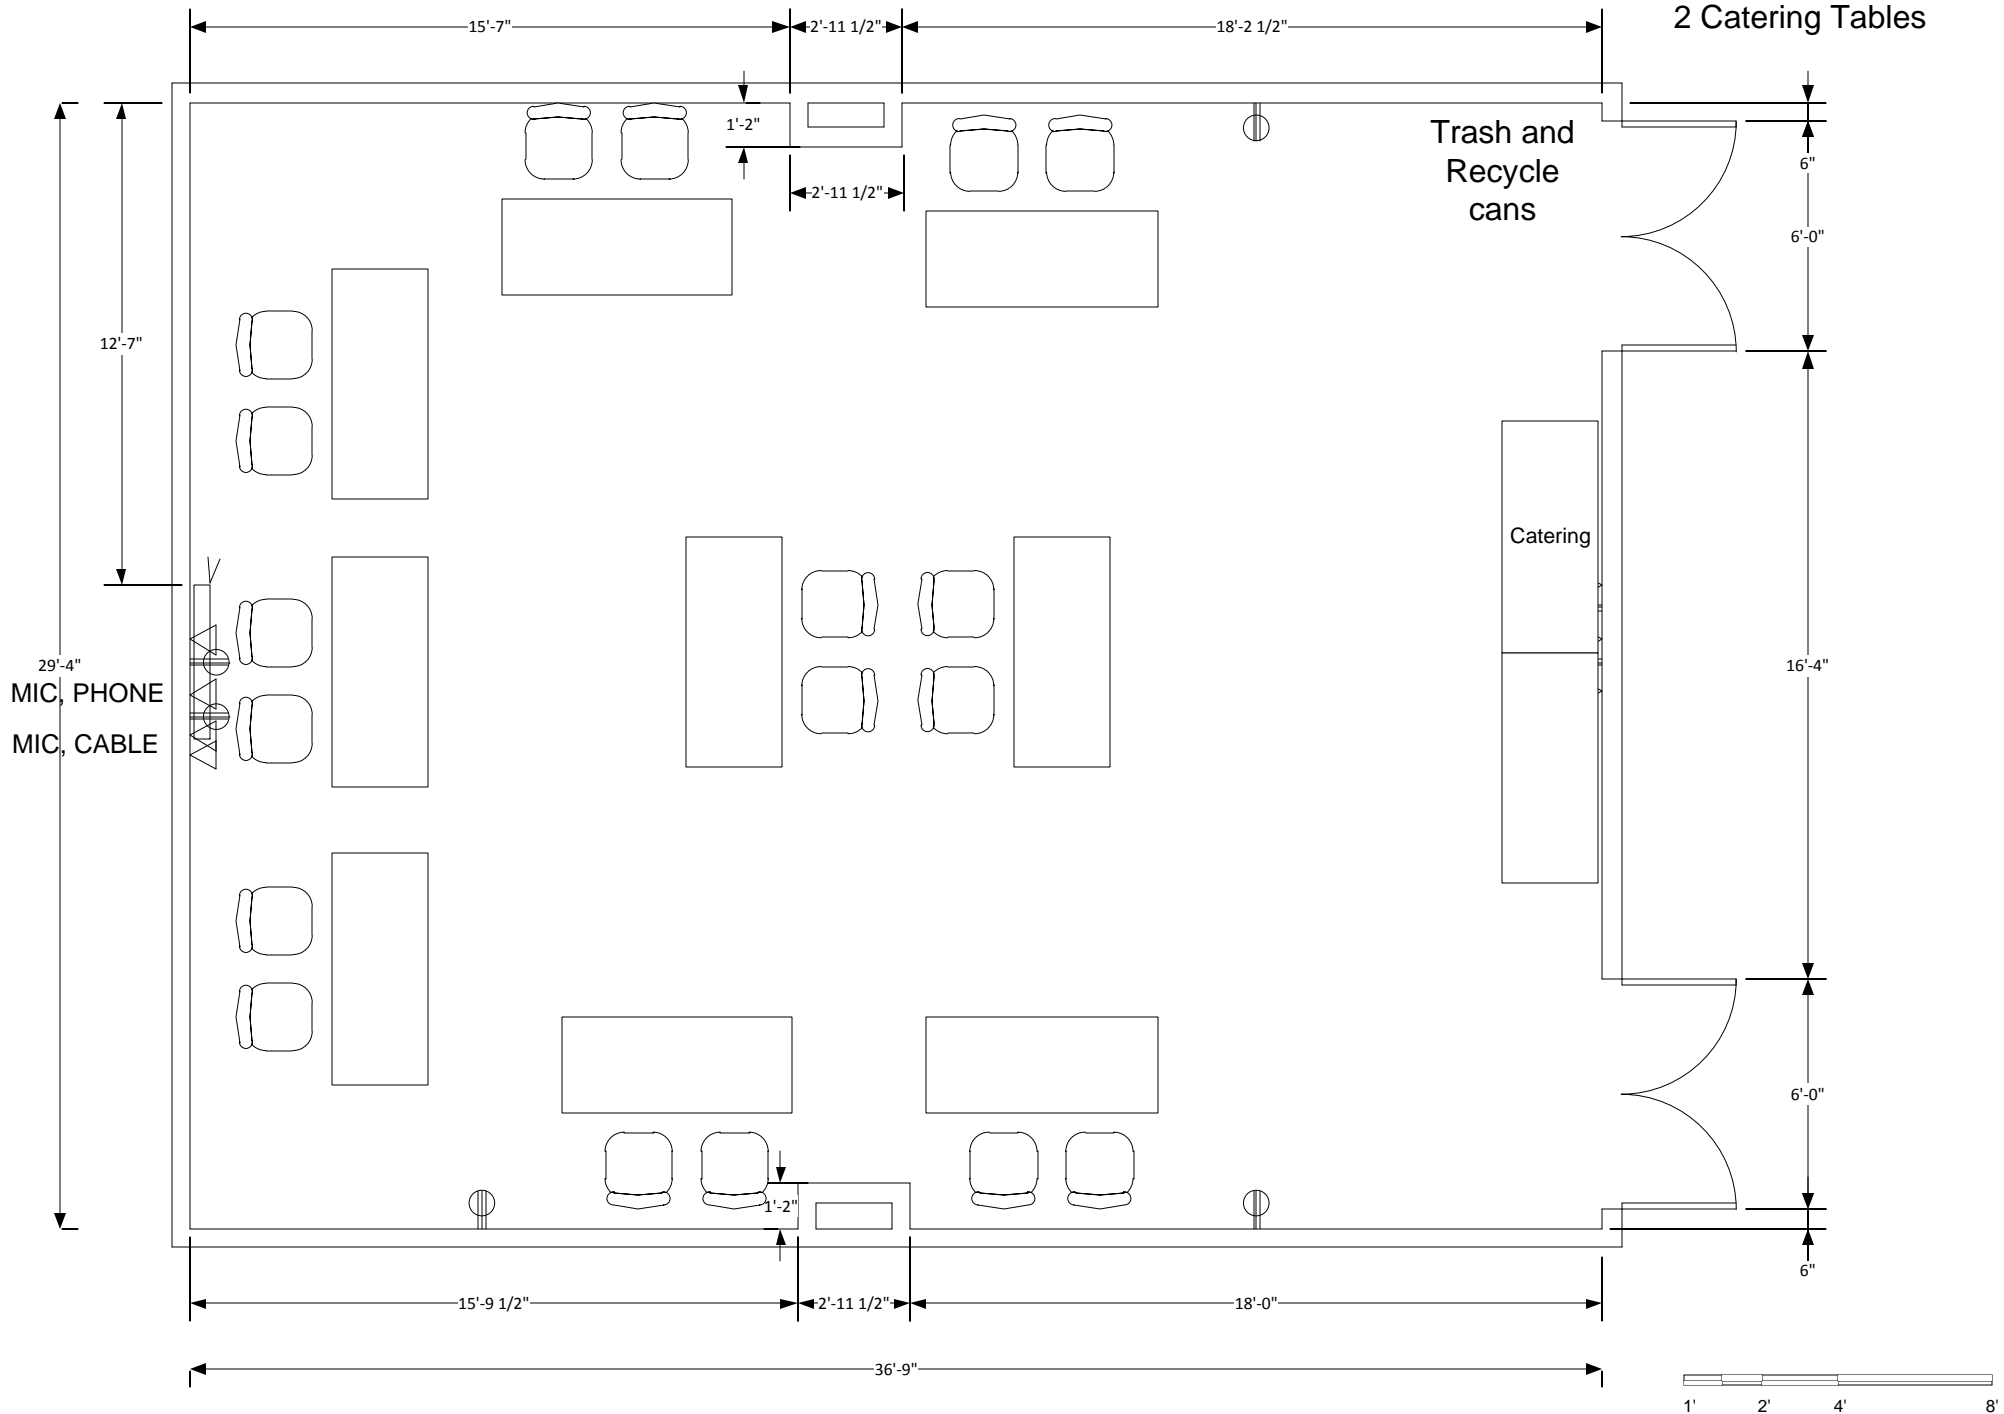 2 Catering Tables
15'-7"
2'-11 1/2"
18'-2 1/2"
1'-2"
2'-11 1/2"
Trash and
Recycle
cans
6"
6'-0"
12'-7"
Catering
29'-4"
16'-4"
MIC, PHONE
MIC, CABLE
6'-0"
1'-2"
6"
15'-9 1/2"
2'-11 1/2"
18'-0"
36'-9"
1' 2' 4' 8'